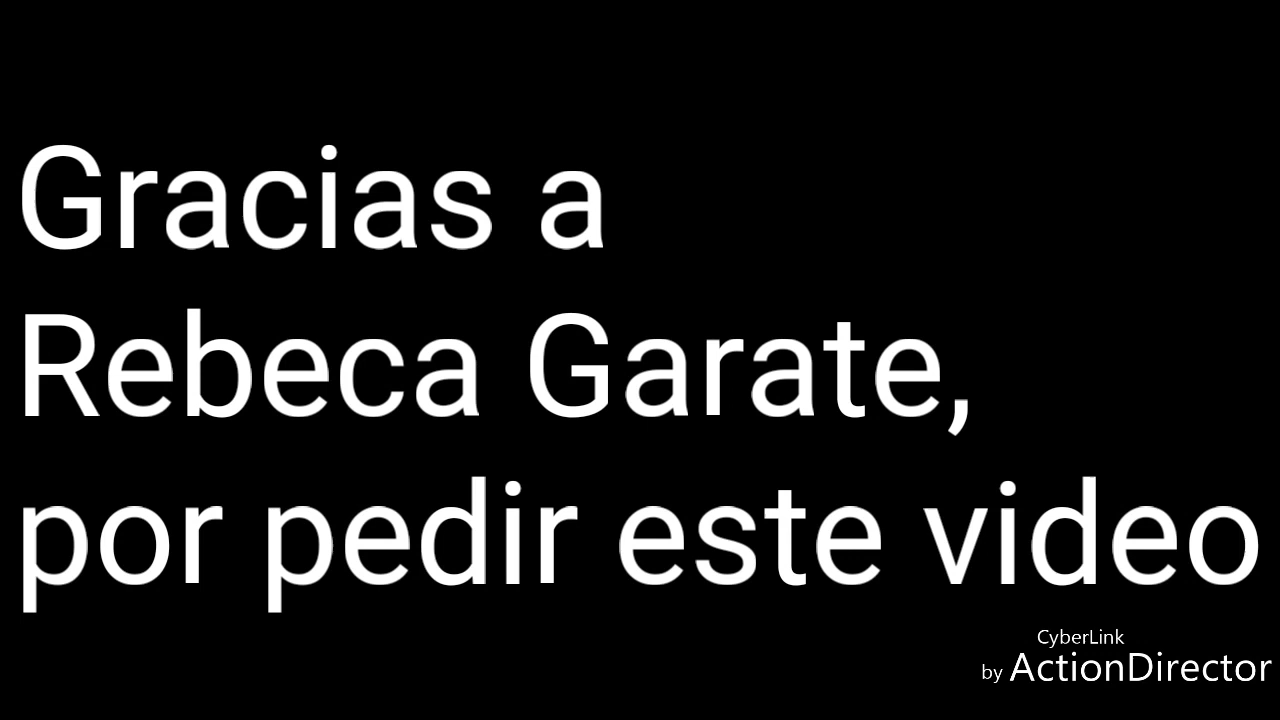 Gracias a
Rebeca Garate,
por pedir este video
CyberLink
by ActionDirector